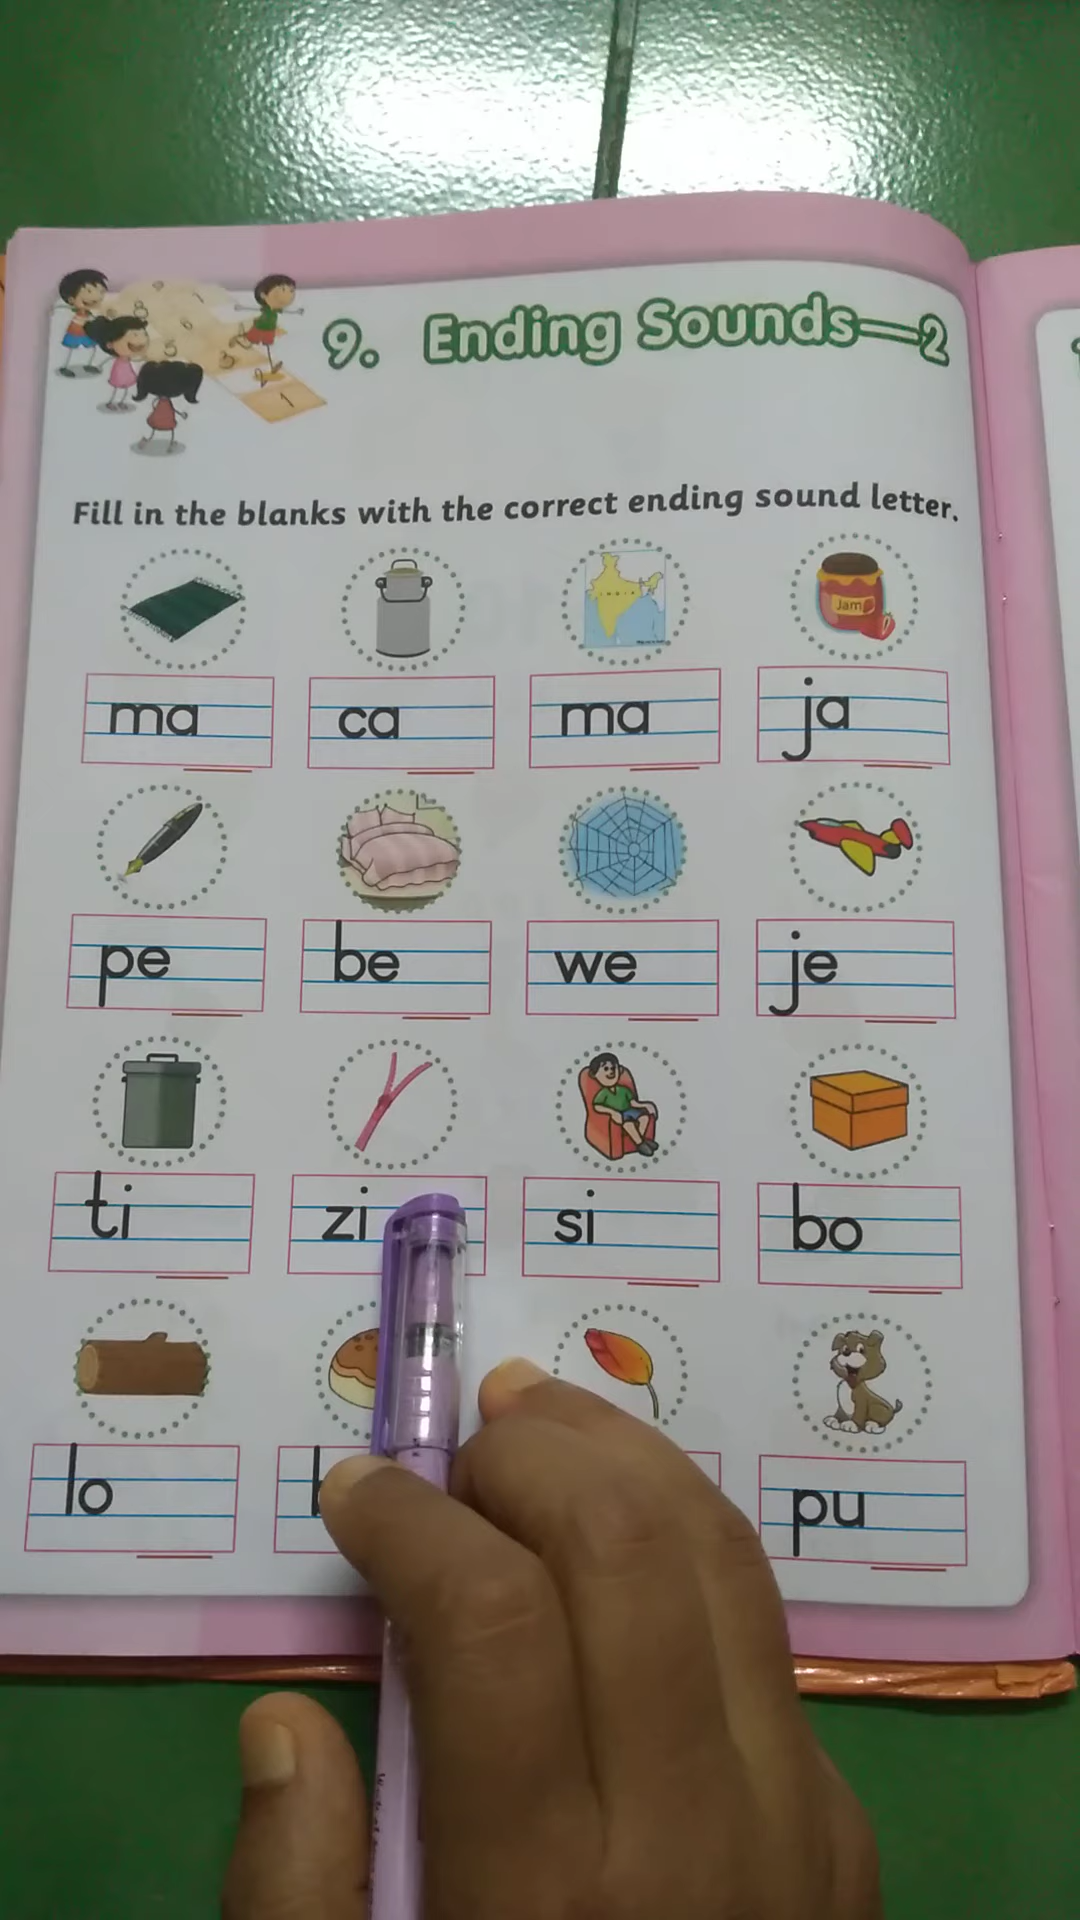 9. Ending Sounds—2
Fill in the blanks with the correct ending sound letter.
INDIA
Jam
ma ca ma ja
pe be we je
ti zi si bo
lo b pu